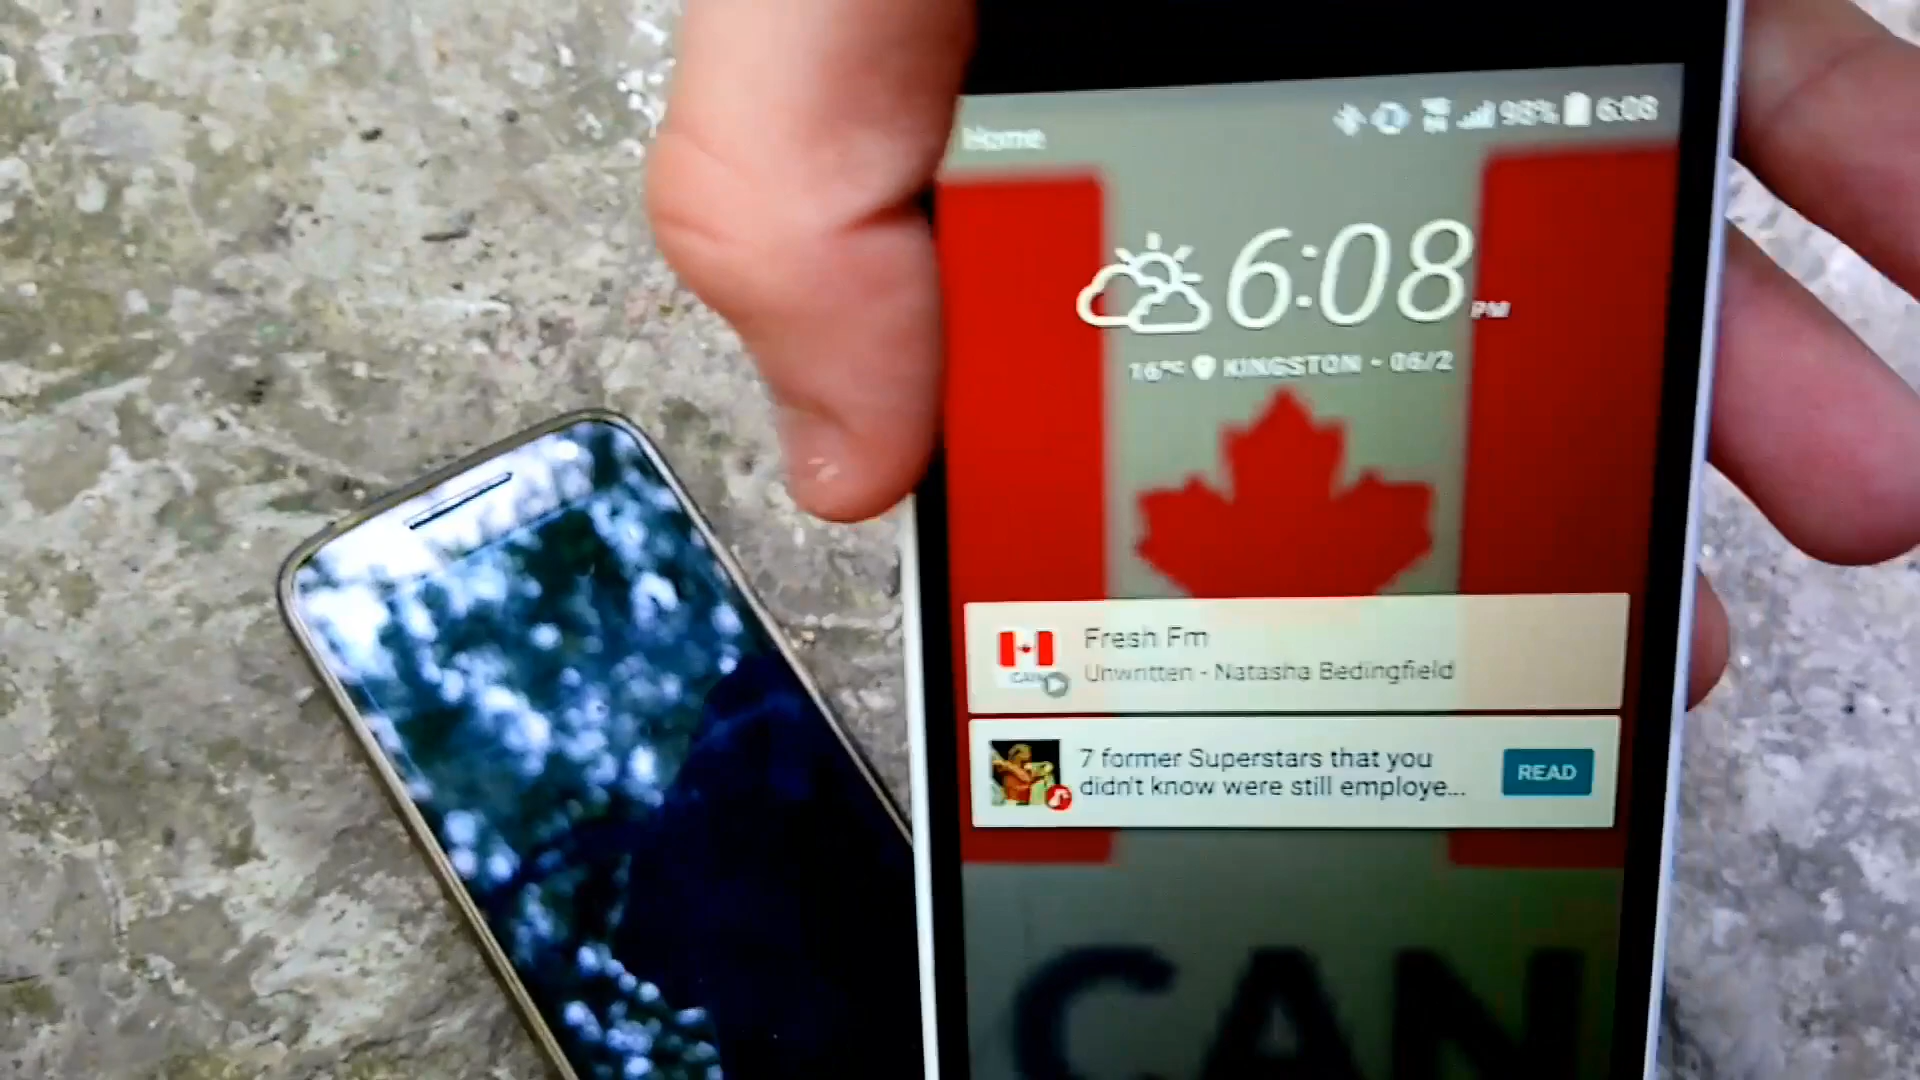 Home
98% 6:08
6:08 PM
16°C KINGSTON - 06/2
Fresh Fm
Unwritten - Natasha Bedingfield
CAN
7 former Superstars that you
didn't know were still employe...
READ
CAN